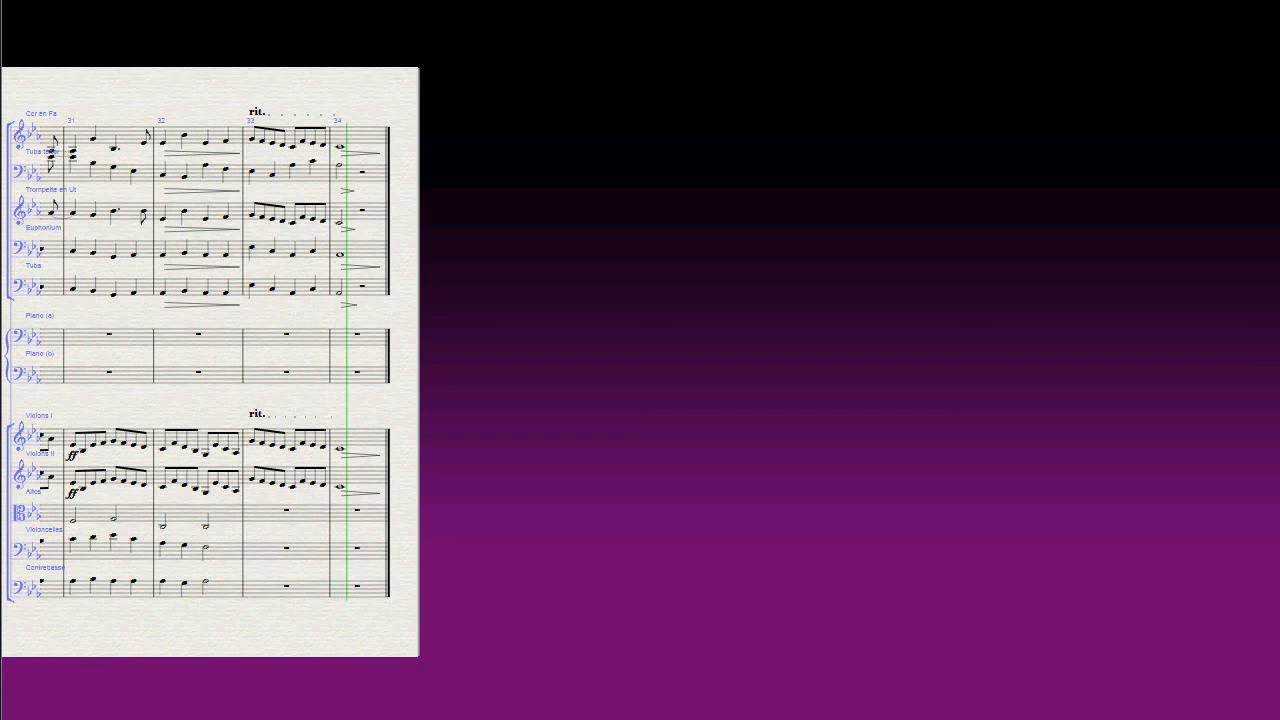 rit.
Cor en Fa
31 32 33 34
Tuba ténor
Trompette en Ut
Euphonium
Tuba
Piano (a)
Piano (b)
rit.
Violons I
ff
Violons II
ff
Altos
Violoncelles
Contrebasse